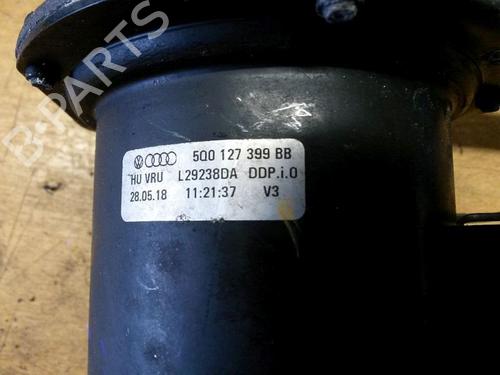 B-PARTS
5Q0 127 399 BB
HU VRU L29238DA DDP.i.O
28.05.18 11:21:37 V3